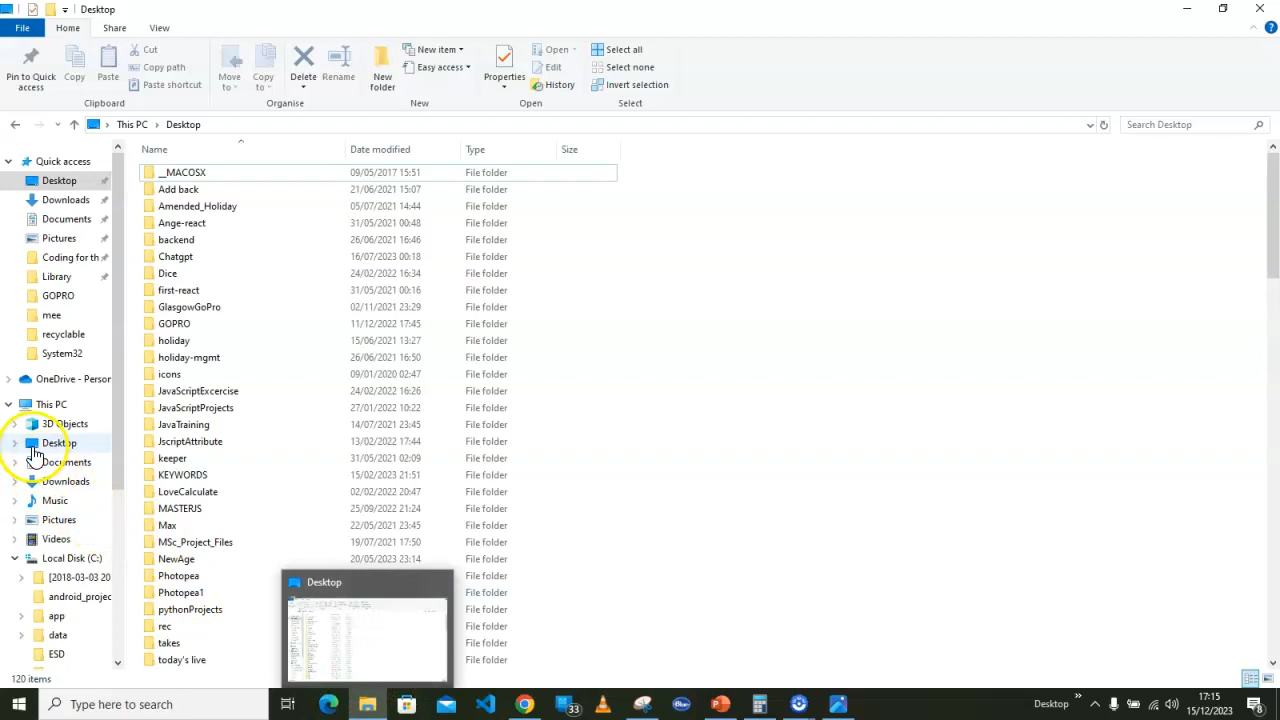 Desktop
File Home Share View
Pin to Quick access
Copy
Paste
Cut
Copy path
Paste shortcut
Clipboard
Move to
Copy to
Delete
Rename
Organise
New folder
New item
Easy access
New
Properties
Open
Edit
History
Open
Select all
Select none
Invert selection
Select
This PC > Desktop
Search Desktop
Quick access
Desktop
Downloads
Documents
Pictures
Coding for th
Library
GOPRO
mee
recyclable
System32
OneDrive - Person
This PC
3D Objects
Desktop
Documents
Downloads
Music
Pictures
Videos
Local Disk (C:)
[2018-03-03 20
android_projec
app
data
ESD
Name Date modified Type Size
__MACOSX 09/05/2017 15:51 File folder
Add back 21/06/2021 15:07 File folder
Amended_Holiday 05/07/2021 14:44 File folder
Ange-react 31/05/2021 00:48 File folder
backend 26/06/2021 16:46 File folder
Chatgpt 16/07/2023 00:18 File folder
Dice 24/02/2022 16:34 File folder
first-react 31/05/2021 00:16 File folder
GlasgowGoPro 02/11/2021 23:29 File folder
GOPRO 11/12/2022 17:45 File folder
holiday 15/06/2021 13:27 File folder
holiday-mgmt 26/06/2021 16:50 File folder
icons 09/01/2020 02:47 File folder
JavaScriptExcercise 24/02/2022 16:26 File folder
JavaScriptProjects 27/01/2022 10:22 File folder
JavaTraining 14/07/2021 23:45 File folder
JscriptAttribute 13/02/2022 17:44 File folder
keeper 31/05/2021 02:09 File folder
KEYWORDS 15/02/2023 21:51 File folder
LoveCalculate 02/02/2022 20:47 File folder
MASTERJS 25/09/2022 21:24 File folder
Max 22/05/2021 23:45 File folder
MSc_Project_Files 19/07/2021 17:50 File folder
NewAge 20/05/2023 23:14 File folder
Photopea File folder
Photopea1 File folder
pythonProjects File folder
rec File folder
takes File folder
today's live File folder
Desktop
120 items
Type here to search
33
Blue
Desktop
17:15
15/12/2023
8